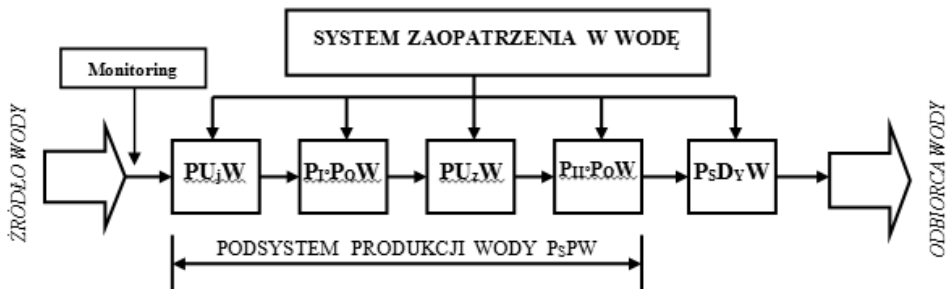 SYSTEM ZAOPATRZENIA W WODĘ
Monitoring
ŹRÓDŁO WODY
PUjW
PI°POW
PUzW
PII°POW
PSDYW
ODBIORCA WODY
PODSYSTEM PRODUKCJI WODY PSPW